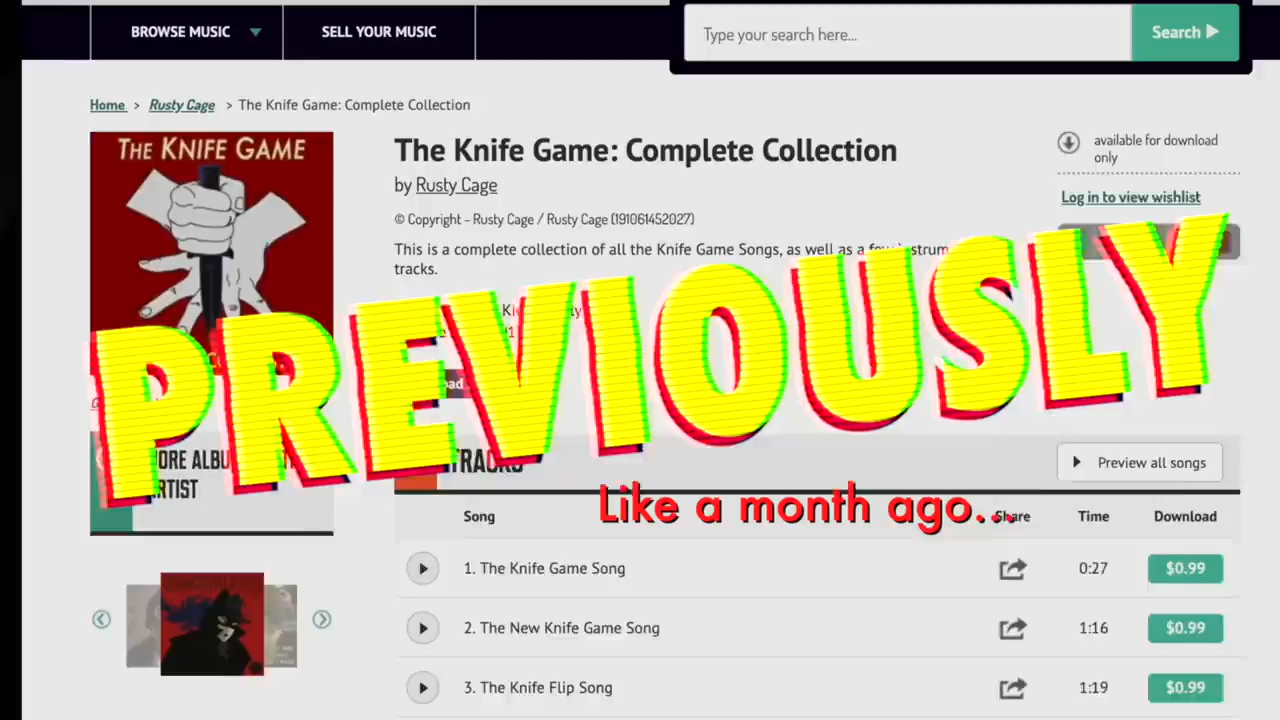 BROWSE MUSIC
SELL YOUR MUSIC
Type your search here...
Search
Home > Rusty Cage > The Knife Game: Complete Collection
THE KNIFE GAME
The Knife Game: Complete Collection
by Rusty Cage
© Copyright - Rusty Cage / Rusty Cage (191061452027)
This is a complete collection of all the Knife Game Songs, as well as a few
tracks.
available for download
only
Log in to view wishlist
PREVIOUSLY
Like a month ago...
TRACKS
Preview all songs
Song
Share
Time
Download
1. The Knife Game Song
0:27
$0.99
2. The New Knife Game Song
1:16
$0.99
3. The Knife Flip Song
1:19
$0.99